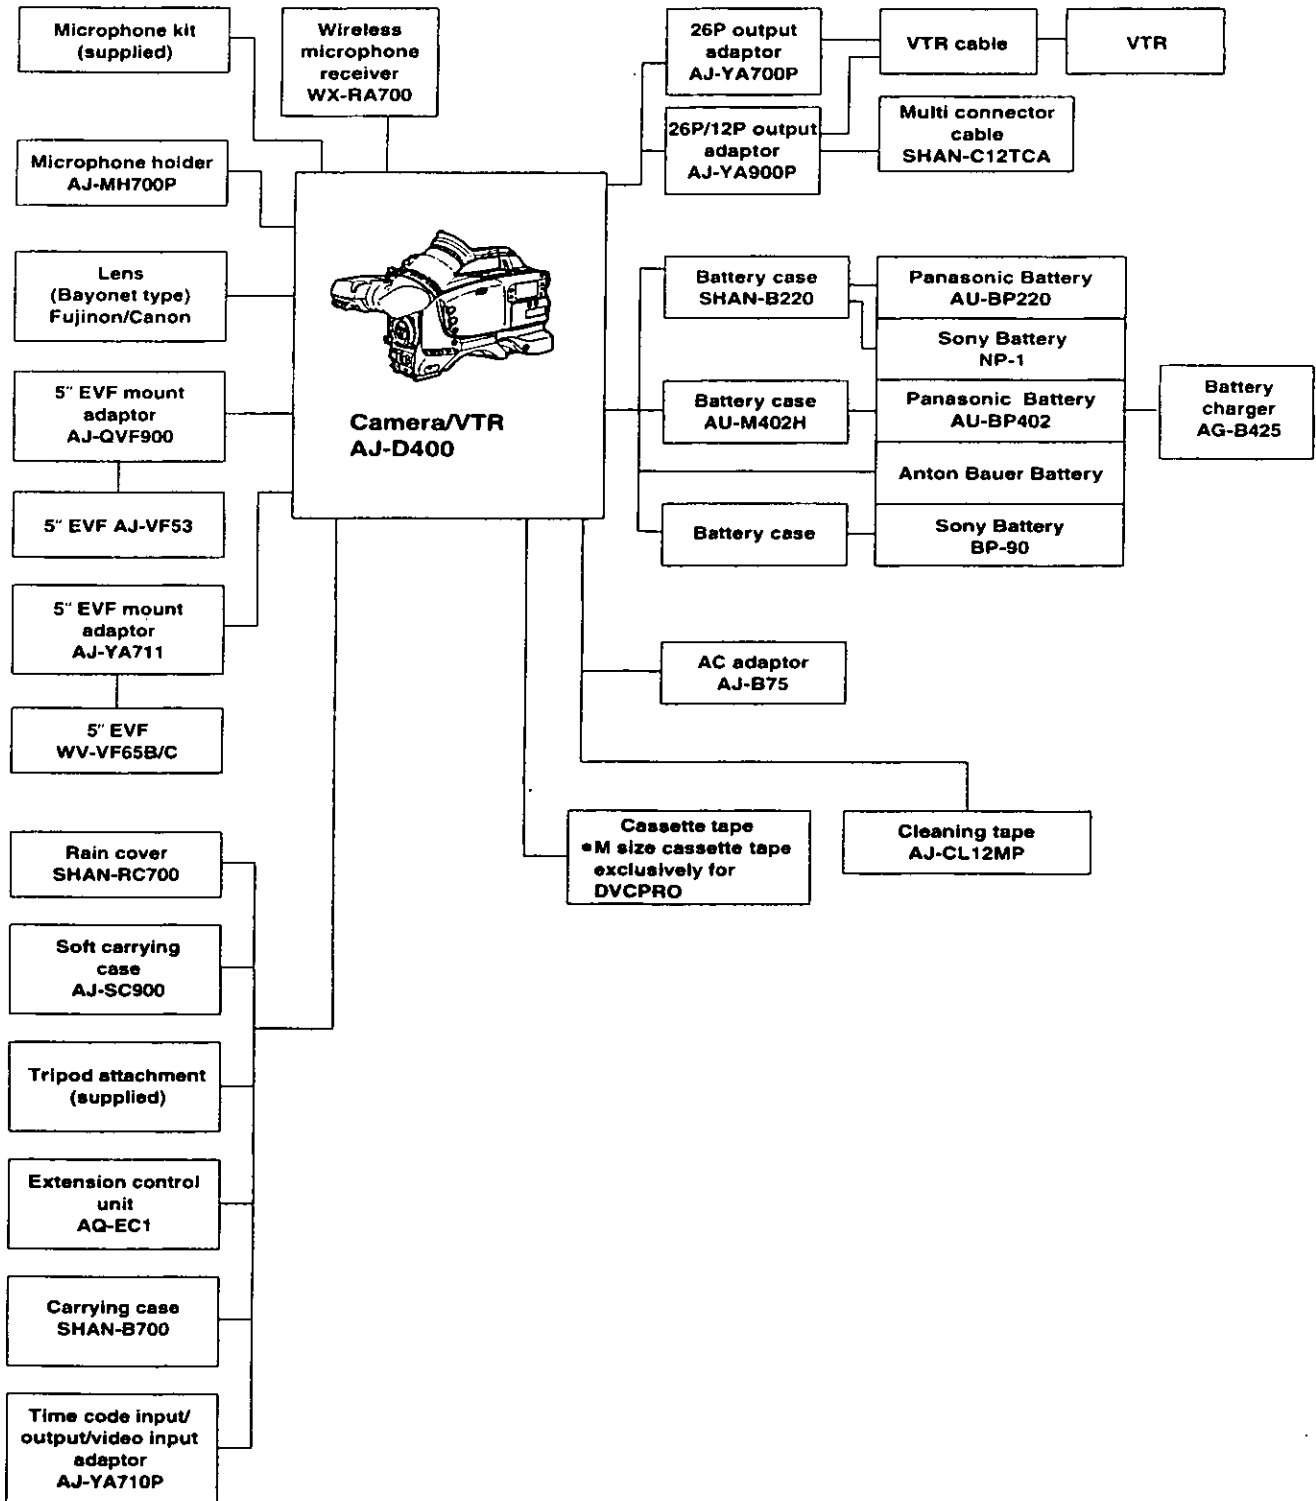 Microphone kit
(supplied)
Wireless
microphone
receiver
WX-RA700
26P output
adaptor
AJ-YA700P
VTR cable
VTR
26P/12P output
adaptor
AJ-YA900P
Multi connector
cable
SHAN-C12TCA
Microphone holder
AJ-MH700P
Lens
(Bayonet type)
Fujinon/Canon
5" EVF mount
adaptor
AJ-QVF900
5" EVF AJ-VF53
5" EVF mount
adaptor
AJ-YA711
5" EVF
WV-VF65B/C
Camera/VTR
AJ-D400
Battery case
SHAN-B220
Panasonic Battery
AU-BP220
Sony Battery
NP-1
Battery case
AU-M402H
Panasonic Battery
AU-BP402
Battery
charger
AG-B425
Anton Bauer Battery
Battery case
Sony Battery
BP-90
AC adaptor
AJ-B75
Cassette tape
•M size cassette tape
exclusively for
DVCPRO
Cleaning tape
AJ-CL12MP
Rain cover
SHAN-RC700
Soft carrying
case
AJ-SC900
Tripod attachment
(supplied)
Extension control
unit
AQ-EC1
Carrying case
SHAN-B700
Time code input/
output/video input
adaptor
AJ-YA710P